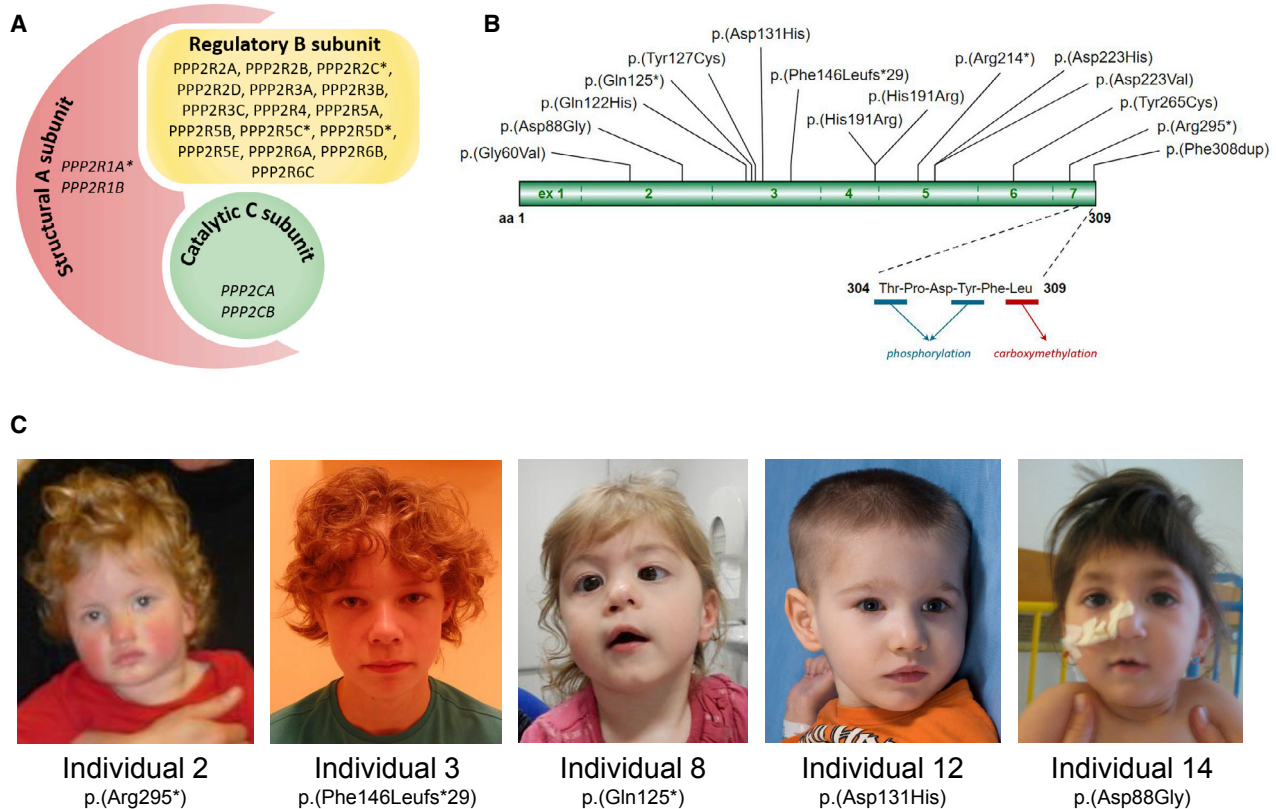 A
Structural A subunit
PPP2R1A*
PPP2R1B
Regulatory B subunit
PPP2R2A, PPP2R2B, PPP2R2C*,
PPP2R2D, PPP2R3A, PPP2R3B,
PPP2R3C, PPP2R4, PPP2R5A,
PPP2R5B, PPP2R5C*, PPP2R5D*,
PPP2R5E, PPP2R6A, PPP2R6B,
PPP2R6C
Catalytic C subunit
PPP2CA
PPP2CB
B
p.(Gly60Val)
p.(Asp88Gly)
p.(Gln122His)
p.(Gln125*)
p.(Tyr127Cys)
p.(Asp131His)
p.(Phe146Leufs*29)
p.(His191Arg)
p.(His191Arg)
p.(Arg214*)
p.(Asp223His)
p.(Asp223Val)
p.(Tyr265Cys)
p.(Arg295*)
p.(Phe308dup)
ex 1 2 3 4 5 6 7
aa 1 309
304 Thr-Pro-Asp-Tyr-Phe-Leu 309
phosphorylation carboxymethylation
C
Individual 2
p.(Arg295*)
Individual 3
p.(Phe146Leufs*29)
Individual 8
p.(Gln125*)
Individual 12
p.(Asp131His)
Individual 14
p.(Asp88Gly)